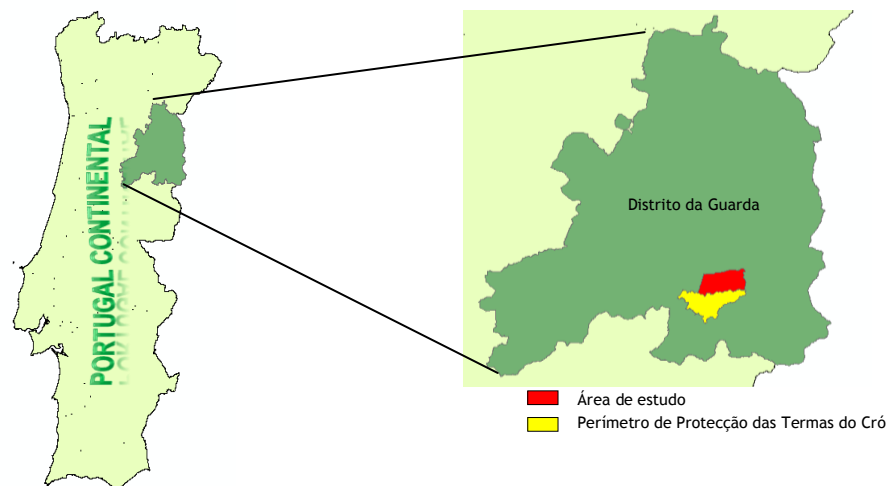 PORTUGAL CONTINENTAL
Distrito da Guarda
Área de estudo
Perímetro de Protecção das Termas do Cró